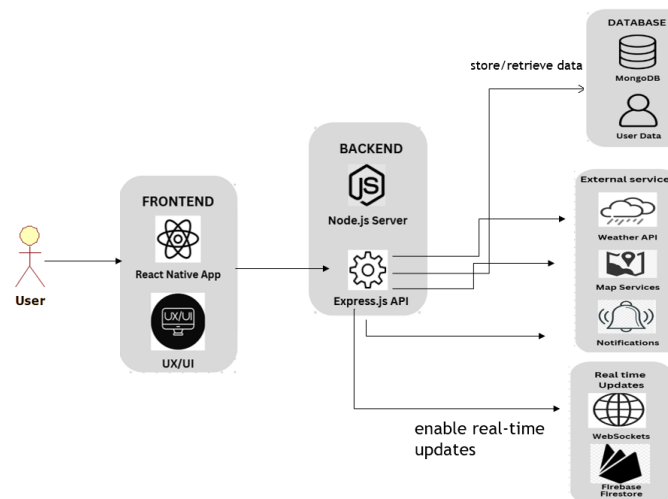 DATABASE
MongoDB
User Data
store/retrieve data
BACKEND
JS
Node.js Server
Express.js API
FRONTEND
React Native App
UX/UI
UX/UI
User
External service
Weather API
Map Services
Notifications
Real time
Updates
WebSockets
Firebase
Firestore
enable real-time
updates